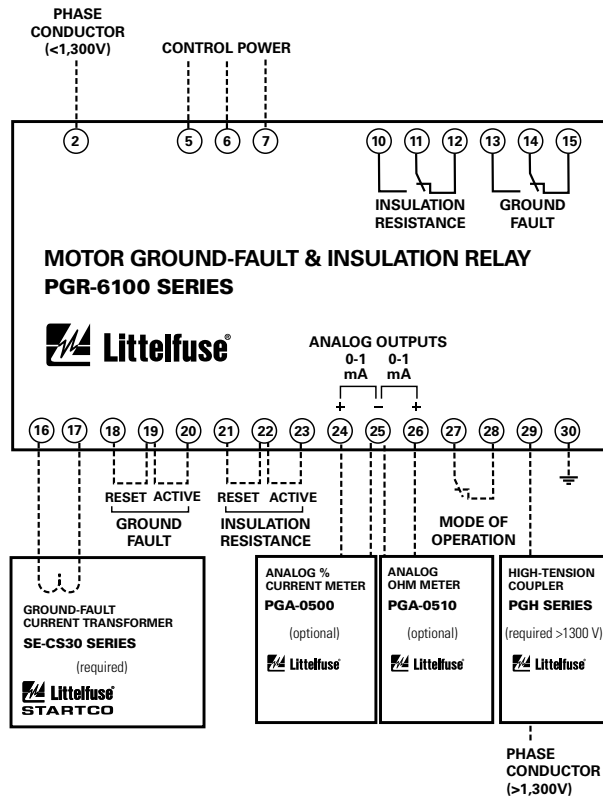 PHASE
CONDUCTOR
(<1,300V)
CONTROL POWER
2
5
6
7
10
11
12
13
14
15
INSULATION
RESISTANCE
GROUND
FAULT
MOTOR GROUND-FAULT & INSULATION RELAY
PGR-6100 SERIES
Littelfuse®
ANALOG OUTPUTS
0-1 0-1
mA mA
+ – +
16
17
18
19
20
21
22
23
24
25
26
27
28
29
30
RESET ACTIVE
GROUND
FAULT
RESET ACTIVE
INSULATION
RESISTANCE
MODE OF
OPERATION
GROUND-FAULT
CURRENT TRANSFORMER
SE-CS30 SERIES
(required)
Littelfuse®
STARTCO
ANALOG %
CURRENT METER
PGA-0500
(optional)
Littelfuse®
ANALOG
OHM METER
PGA-0510
(optional)
Littelfuse®
HIGH-TENSION
COUPLER
PGH SERIES
(required >1300 V)
Littelfuse®
PHASE
CONDUCTOR
(>1,300V)